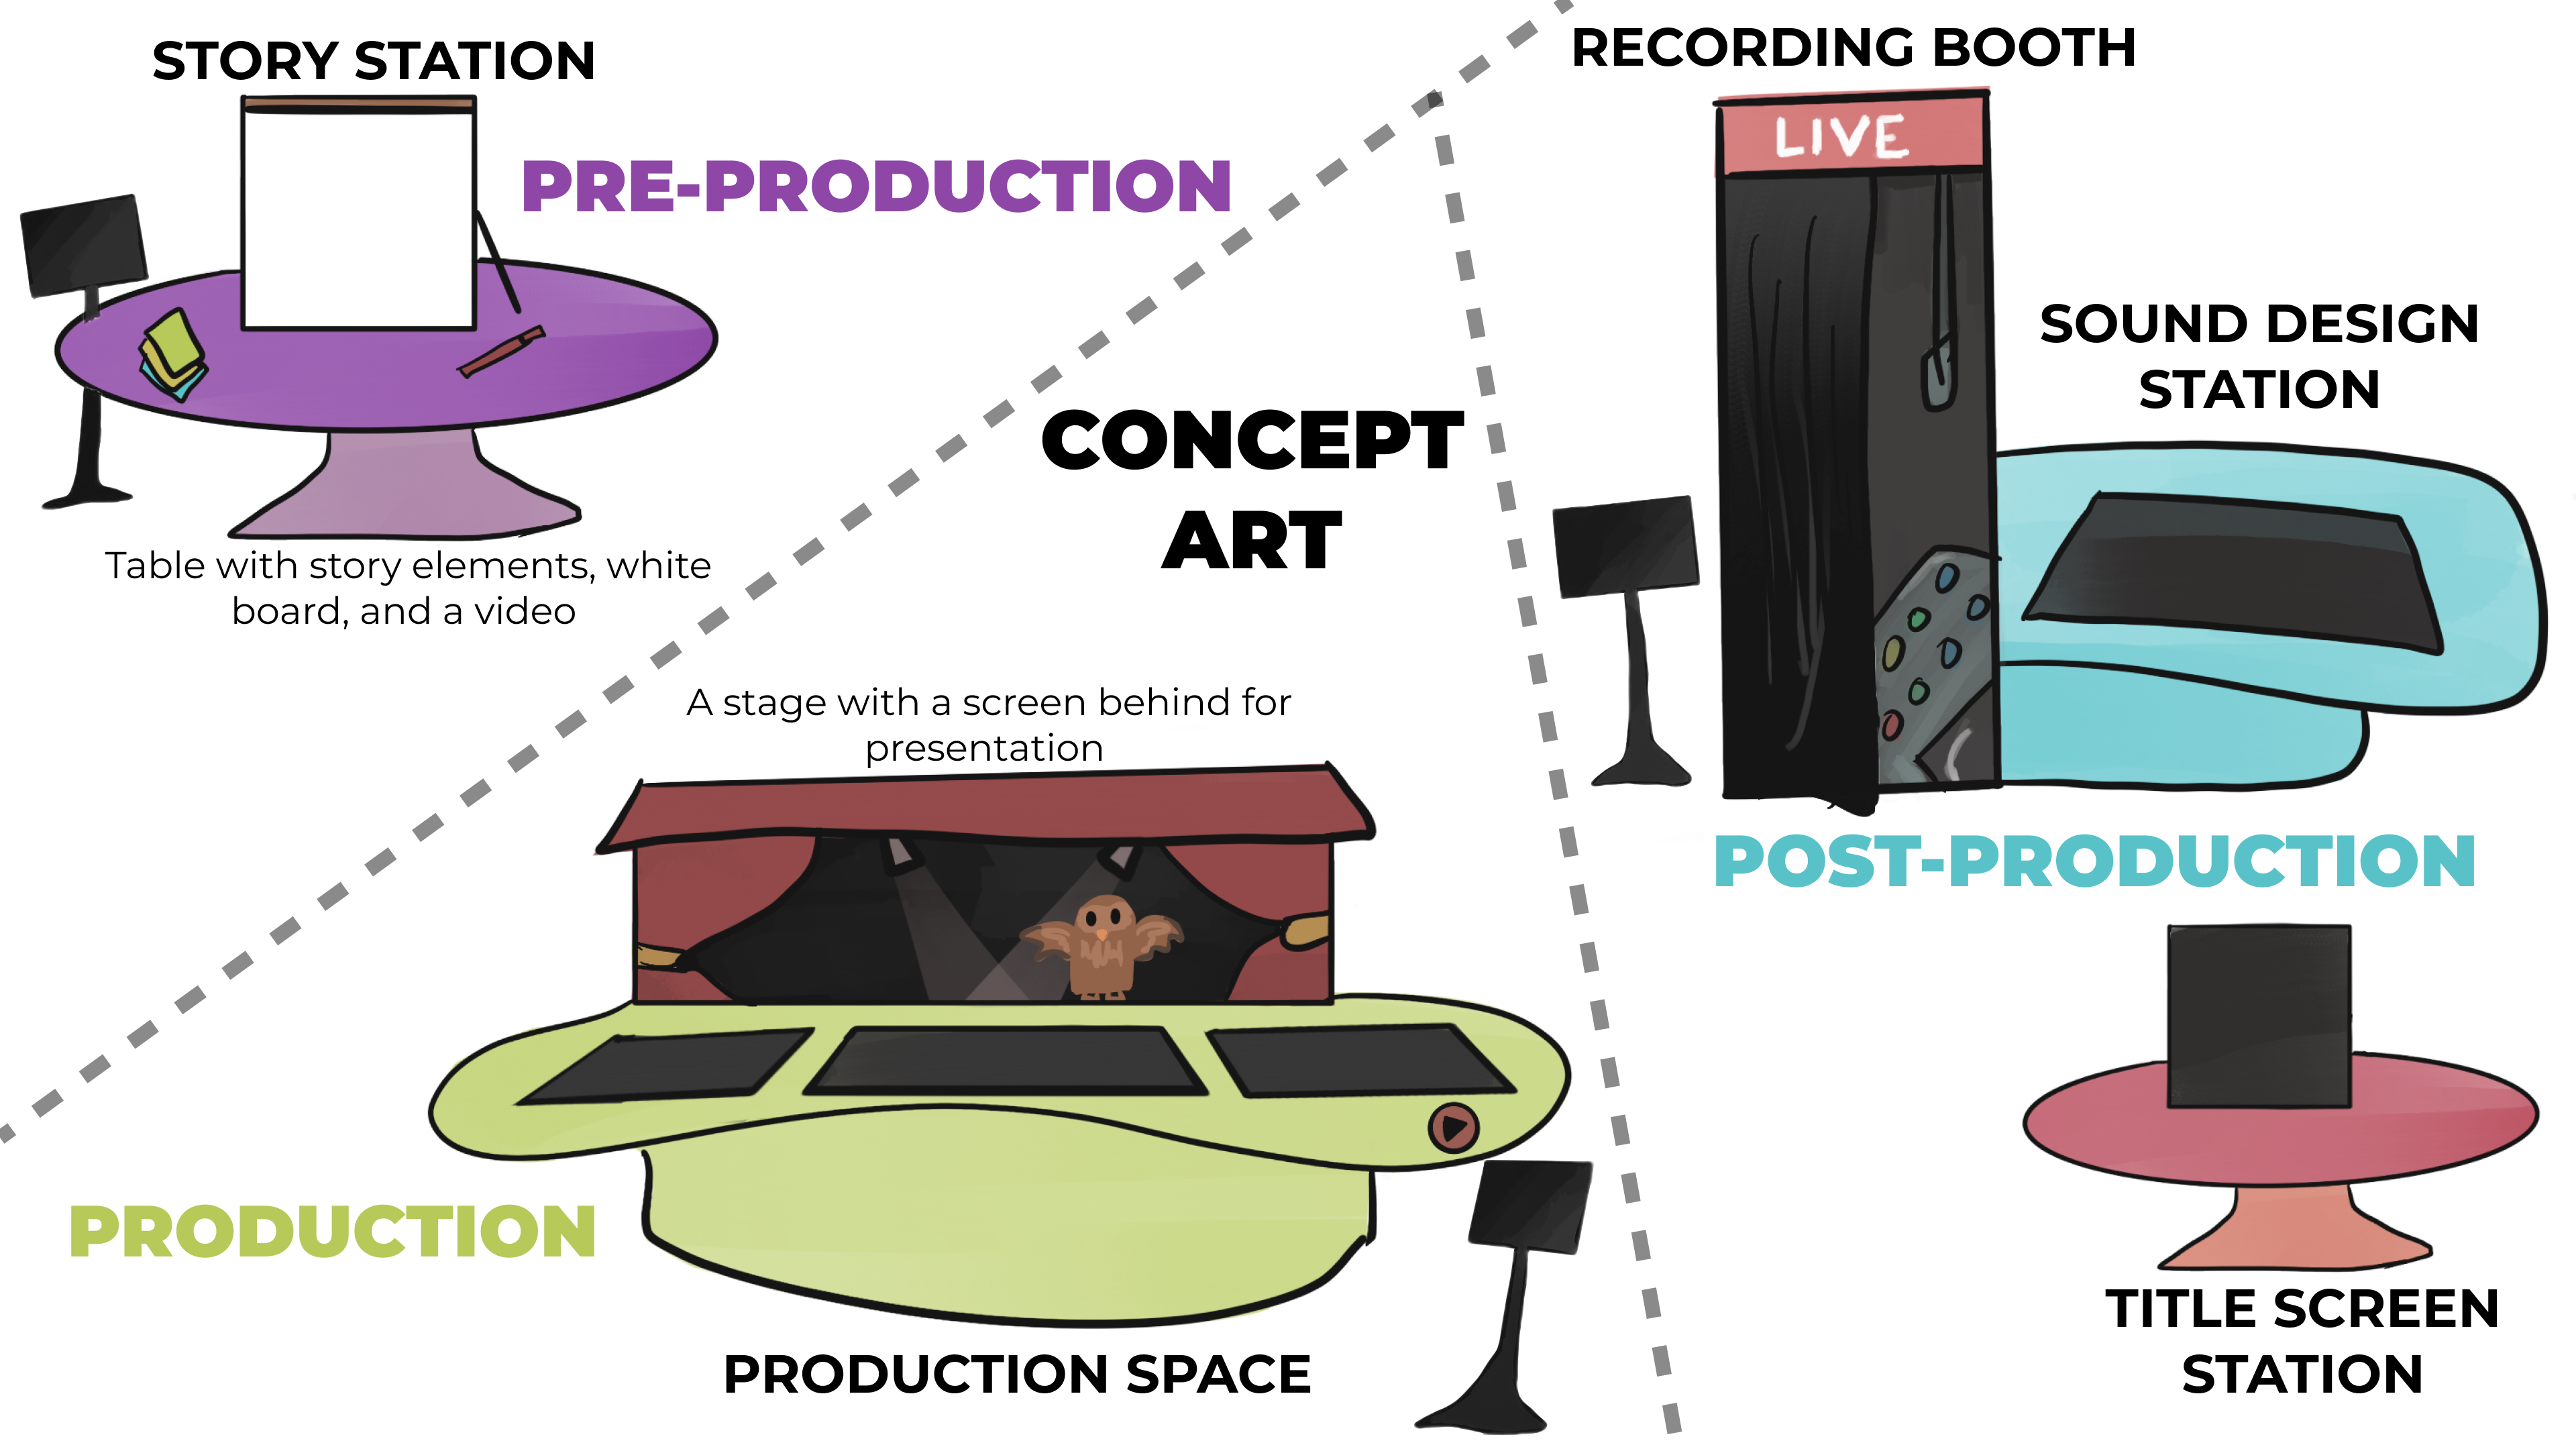 STORY STATION
PRE-PRODUCTION
Table with story elements, white
board, and a video
CONCEPT
ART
A stage with a screen behind for
presentation
PRODUCTION
PRODUCTION SPACE
RECORDING BOOTH
LIVE
SOUND DESIGN
STATION
POST-PRODUCTION
TITLE SCREEN
STATION